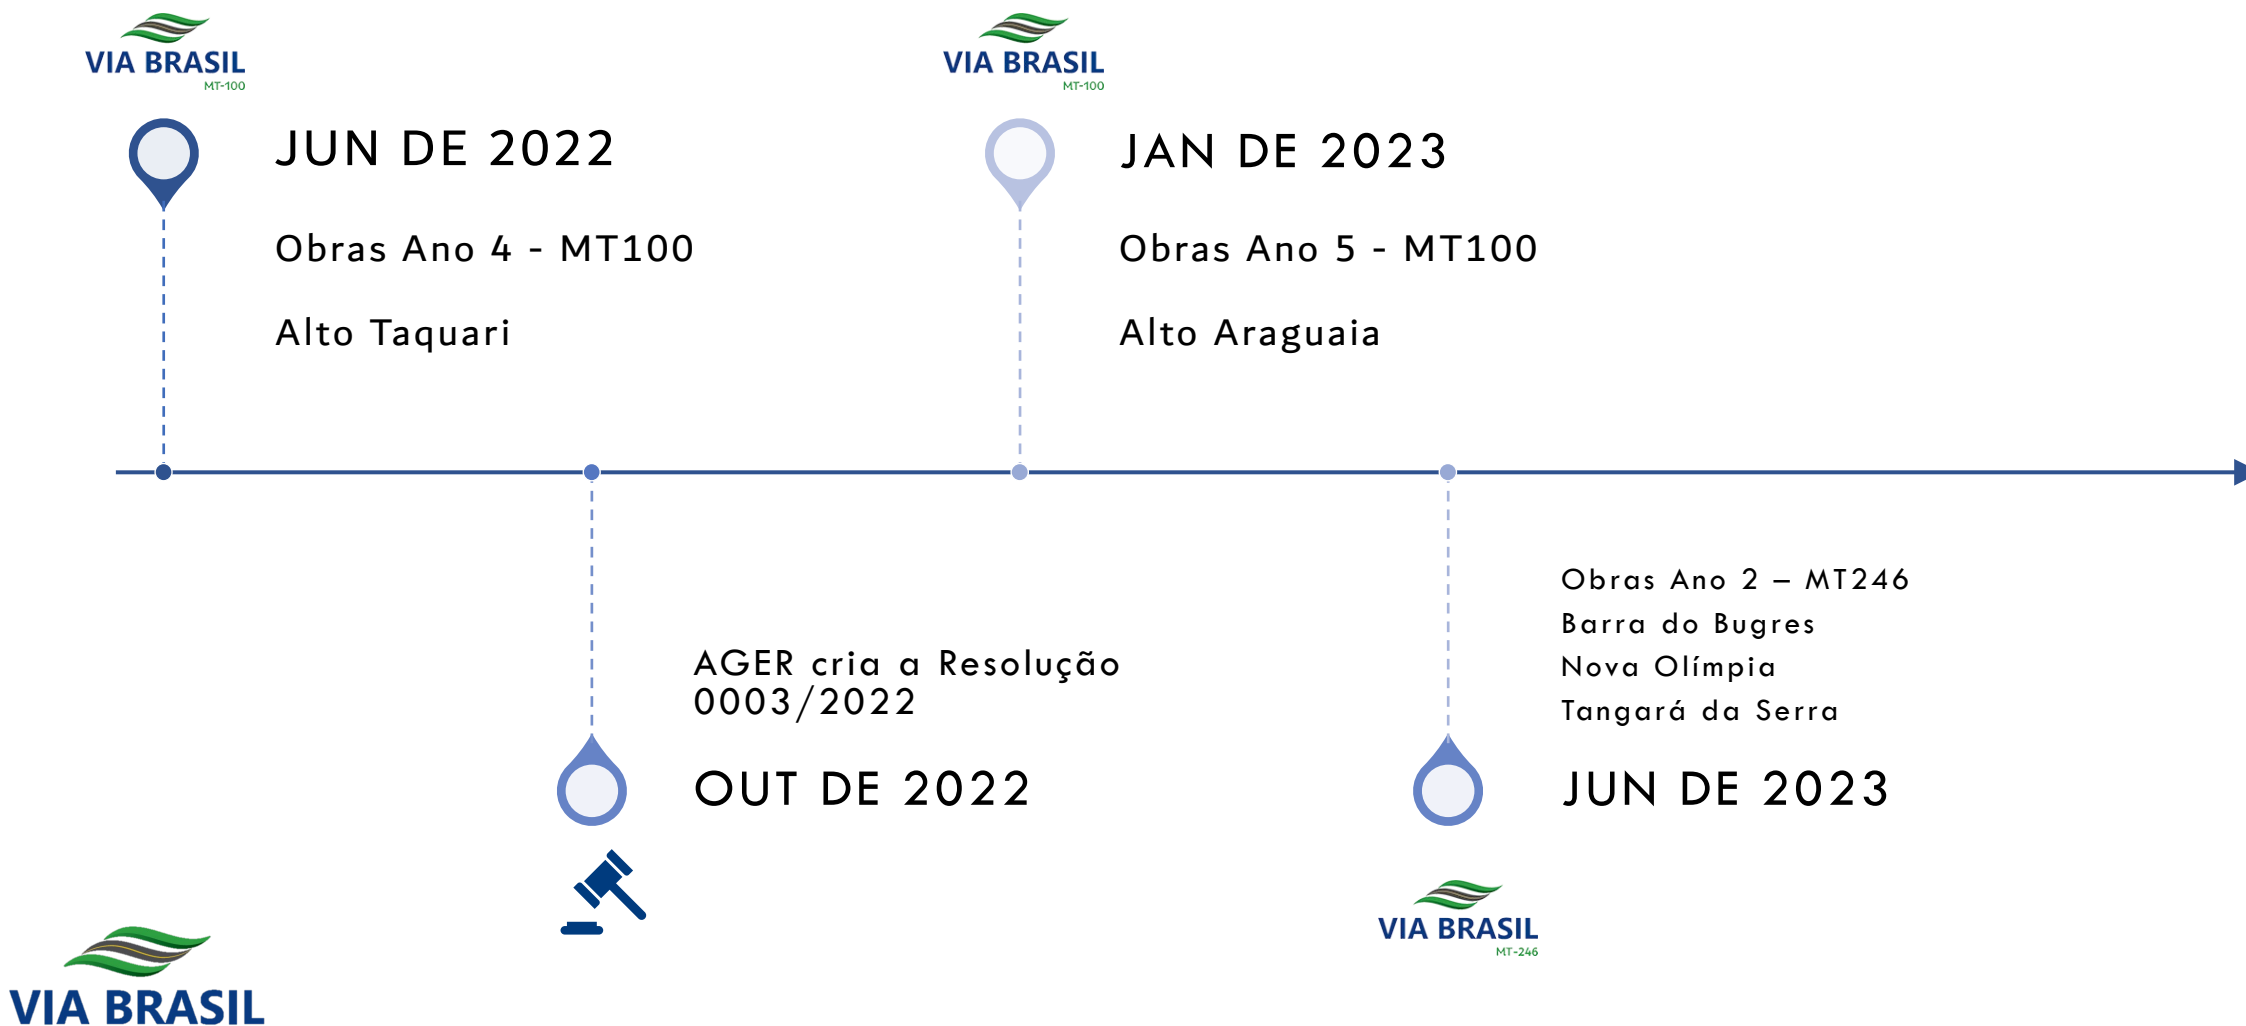 VIA BRASIL
MT-100
JUN DE 2022
Obras Ano 4 - MT100
Alto Taquari
VIA BRASIL
MT-100
JAN DE 2023
Obras Ano 5 - MT100
Alto Araguaia
AGER cria a Resolução
0003/2022
OUT DE 2022
Obras Ano 2 – MT246
Barra do Bugres
Nova Olímpia
Tangará da Serra
JUN DE 2023
VIA BRASIL
MT-246
VIA BRASIL